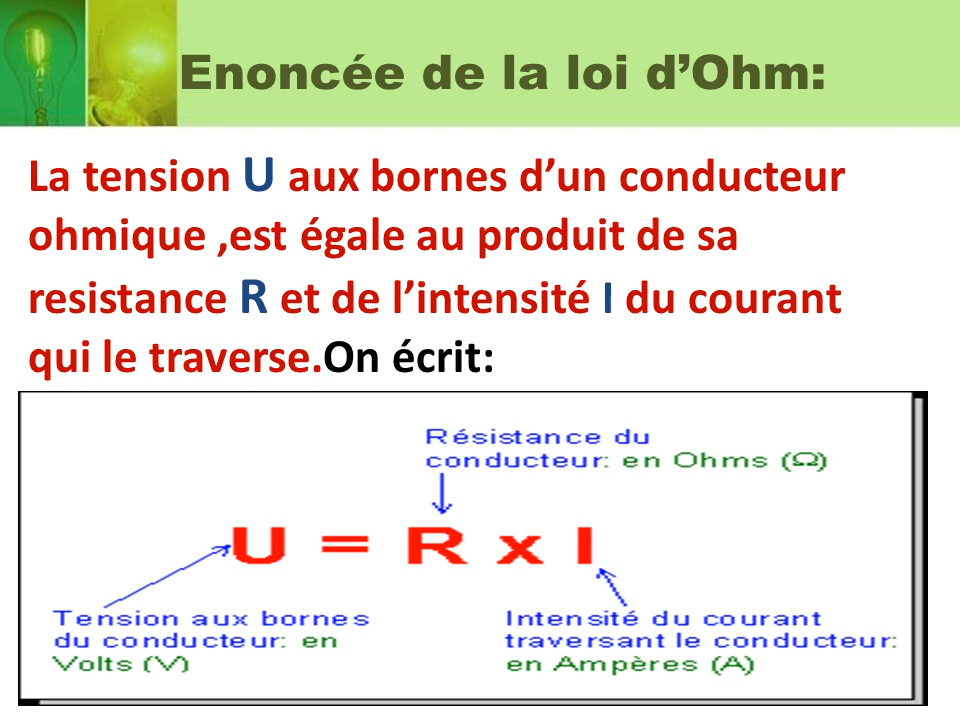 Enoncée de la loi d’Ohm:
La tension U aux bornes d’un conducteur
ohmique ,est égale au produit de sa
resistance R et de l’intensité I du courant
qui le traverse.On écrit:
Résistance du
conducteur: en Ohms (Ω)
U = R x I
Tension aux bornes
du conducteur: en
Volts (V)
Intensité du courant
traversant le conducteur:
en Ampères (A)